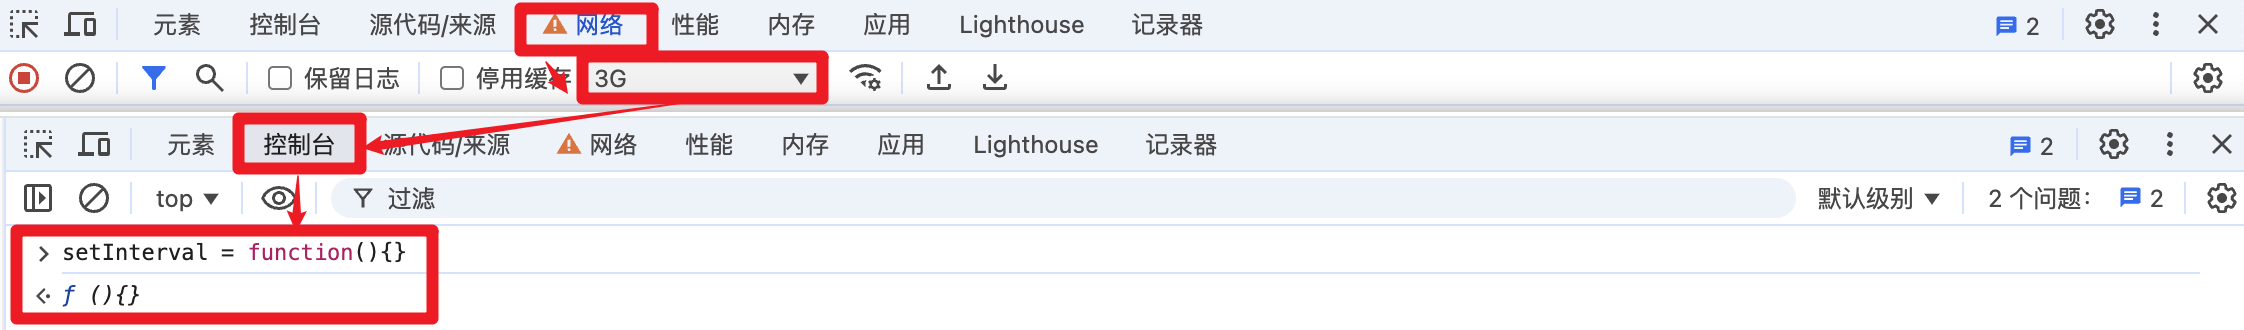 元素 控制台 源代码/来源 网络 性能 内存 应用 Lighthouse 记录器 2
保留日志 停用缓存 3G
元素 控制台 源代码/来源 网络 性能 内存 应用 Lighthouse 记录器 2
top 过滤 默认级别 2 个问题: 2
> setInterval = function(){}
f (){}